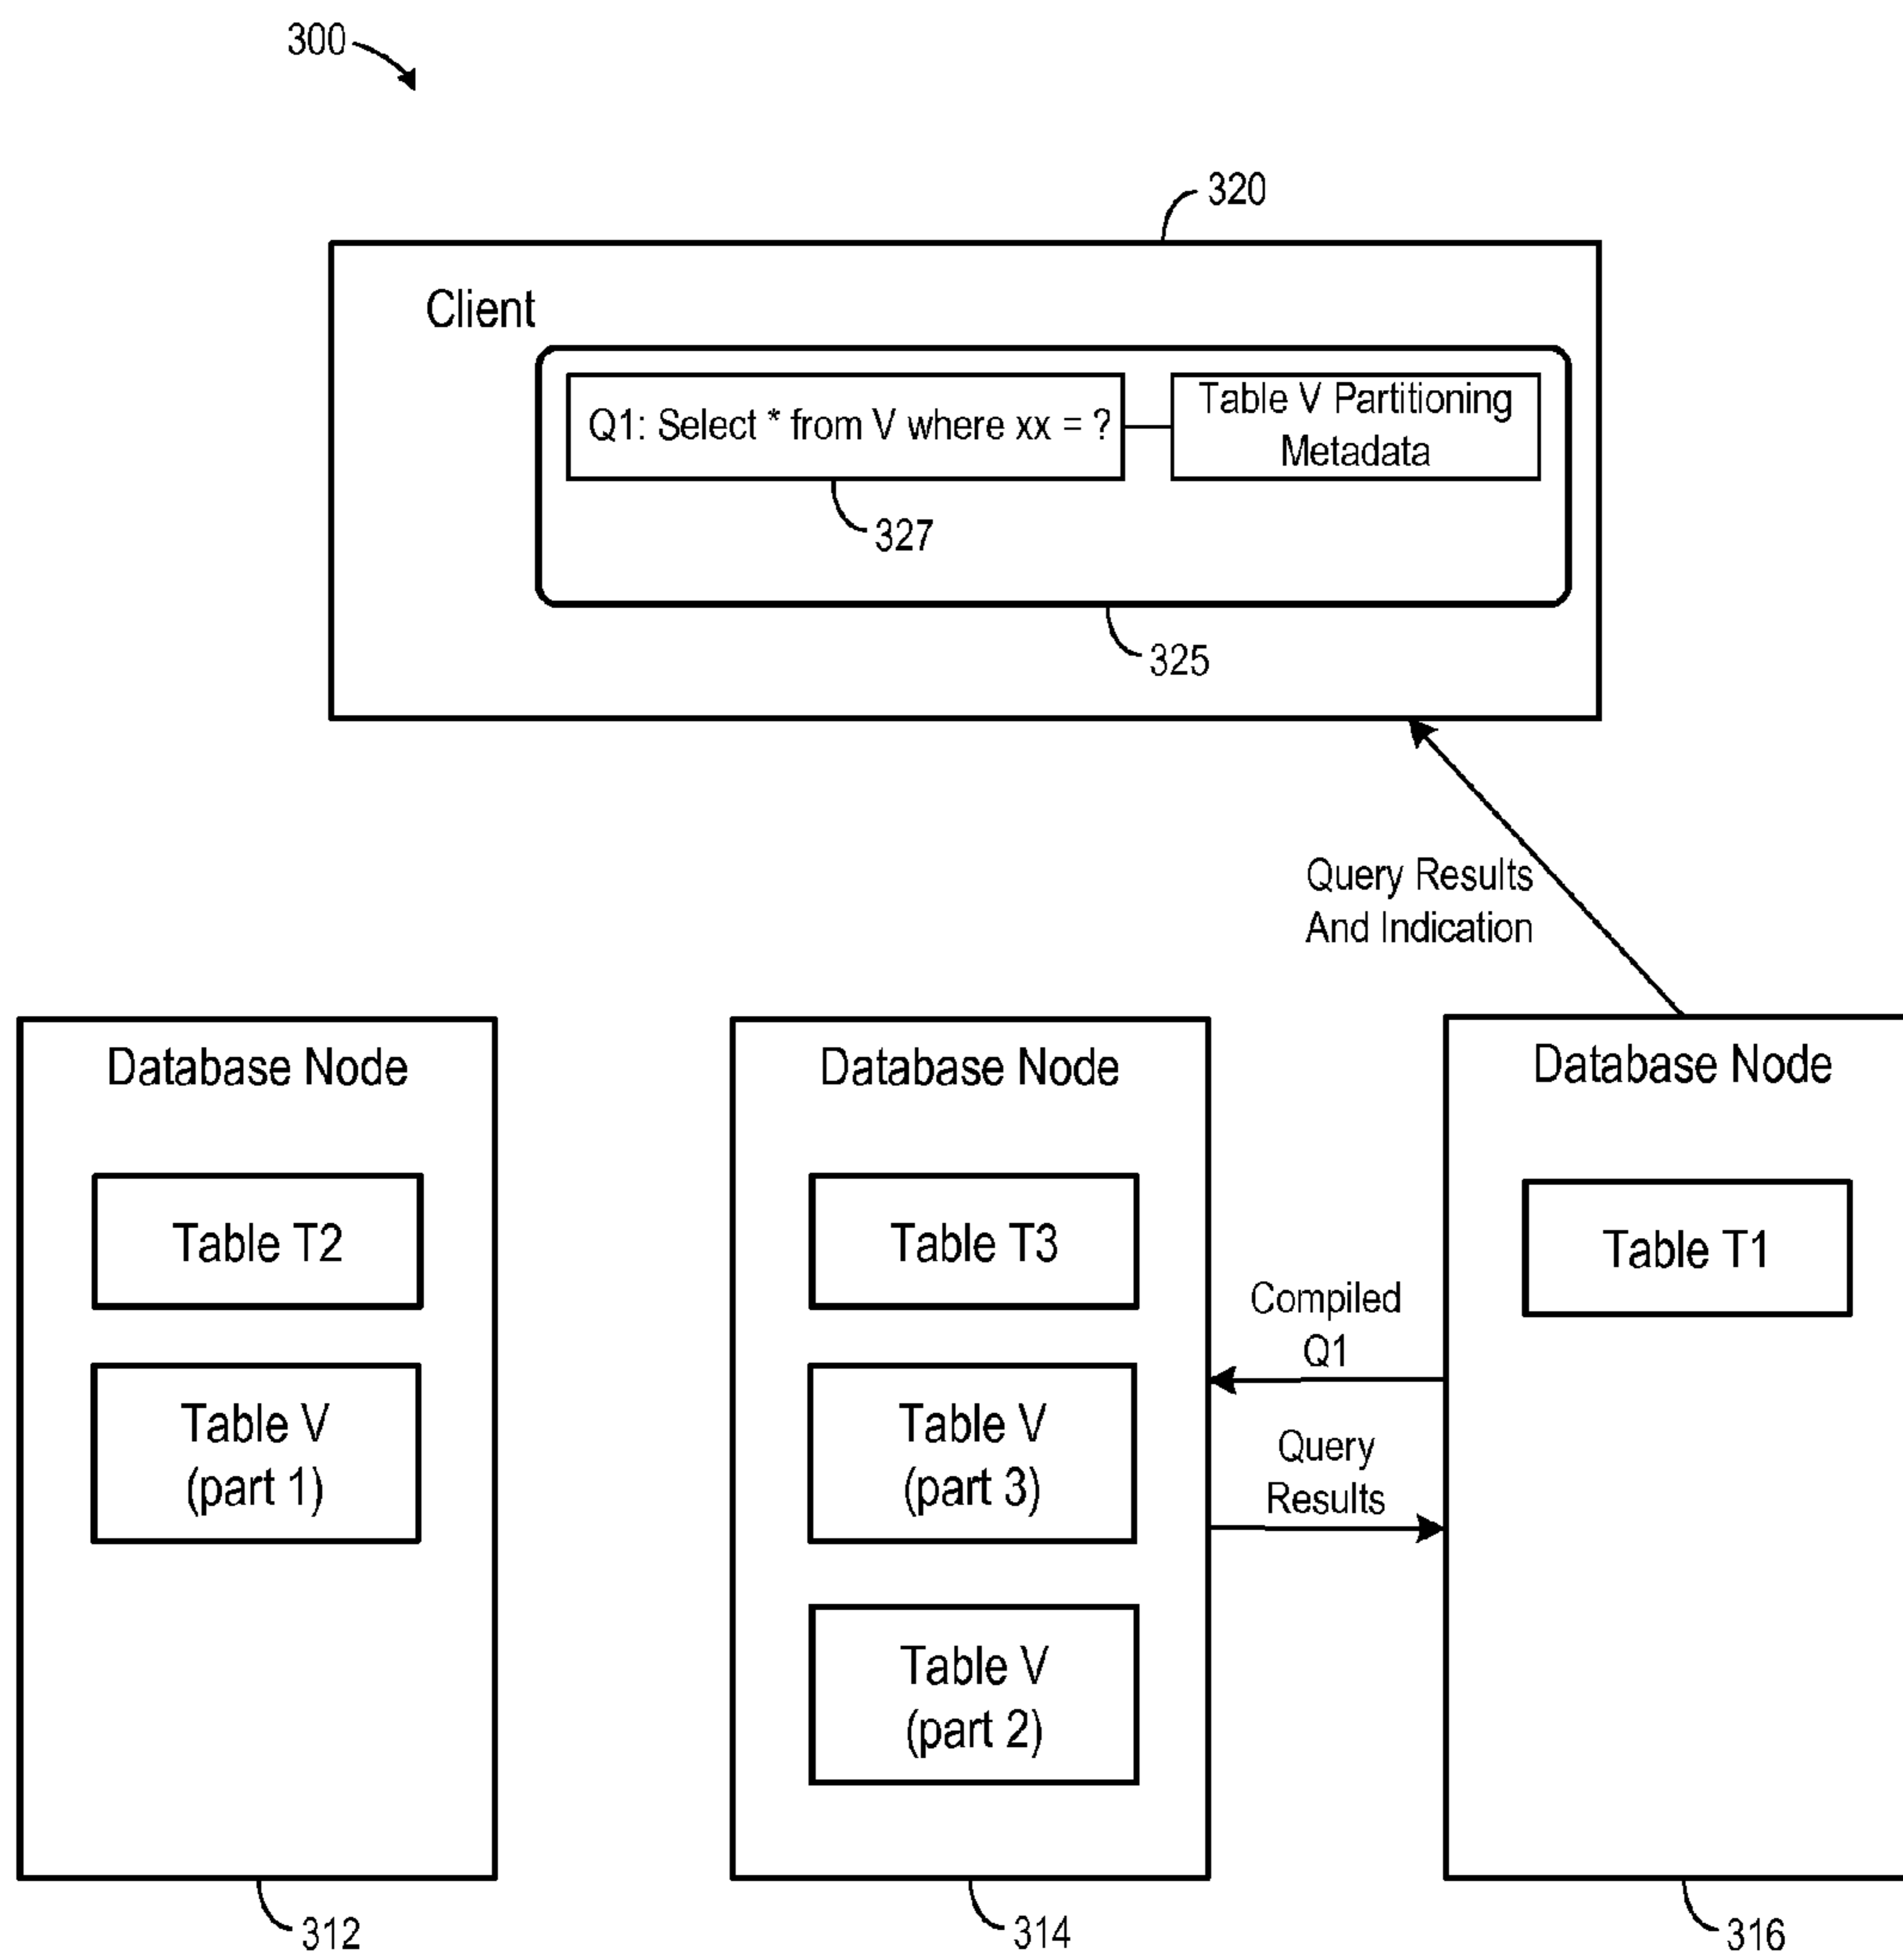 300
320
Client
Q1: Select * from V where xx = ?
Table V Partitioning
Metadata
327
325
Query Results
And Indication
Database Node
Table T2
Table V
(part 1)
312
Database Node
Table T3
Table V
(part 3)
Table V
(part 2)
314
Compiled
Q1
Query
Results
Database Node
Table T1
316